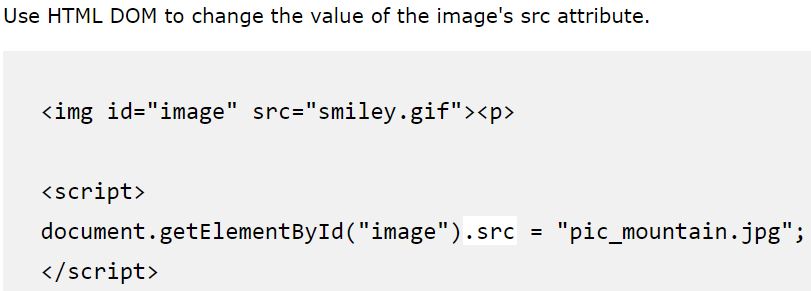 Use HTML DOM to change the value of the image's src attribute.
<img id="image" src="smiley.gif"><p>
<script>
document.getElementById("image").src = "pic_mountain.jpg";
</script>